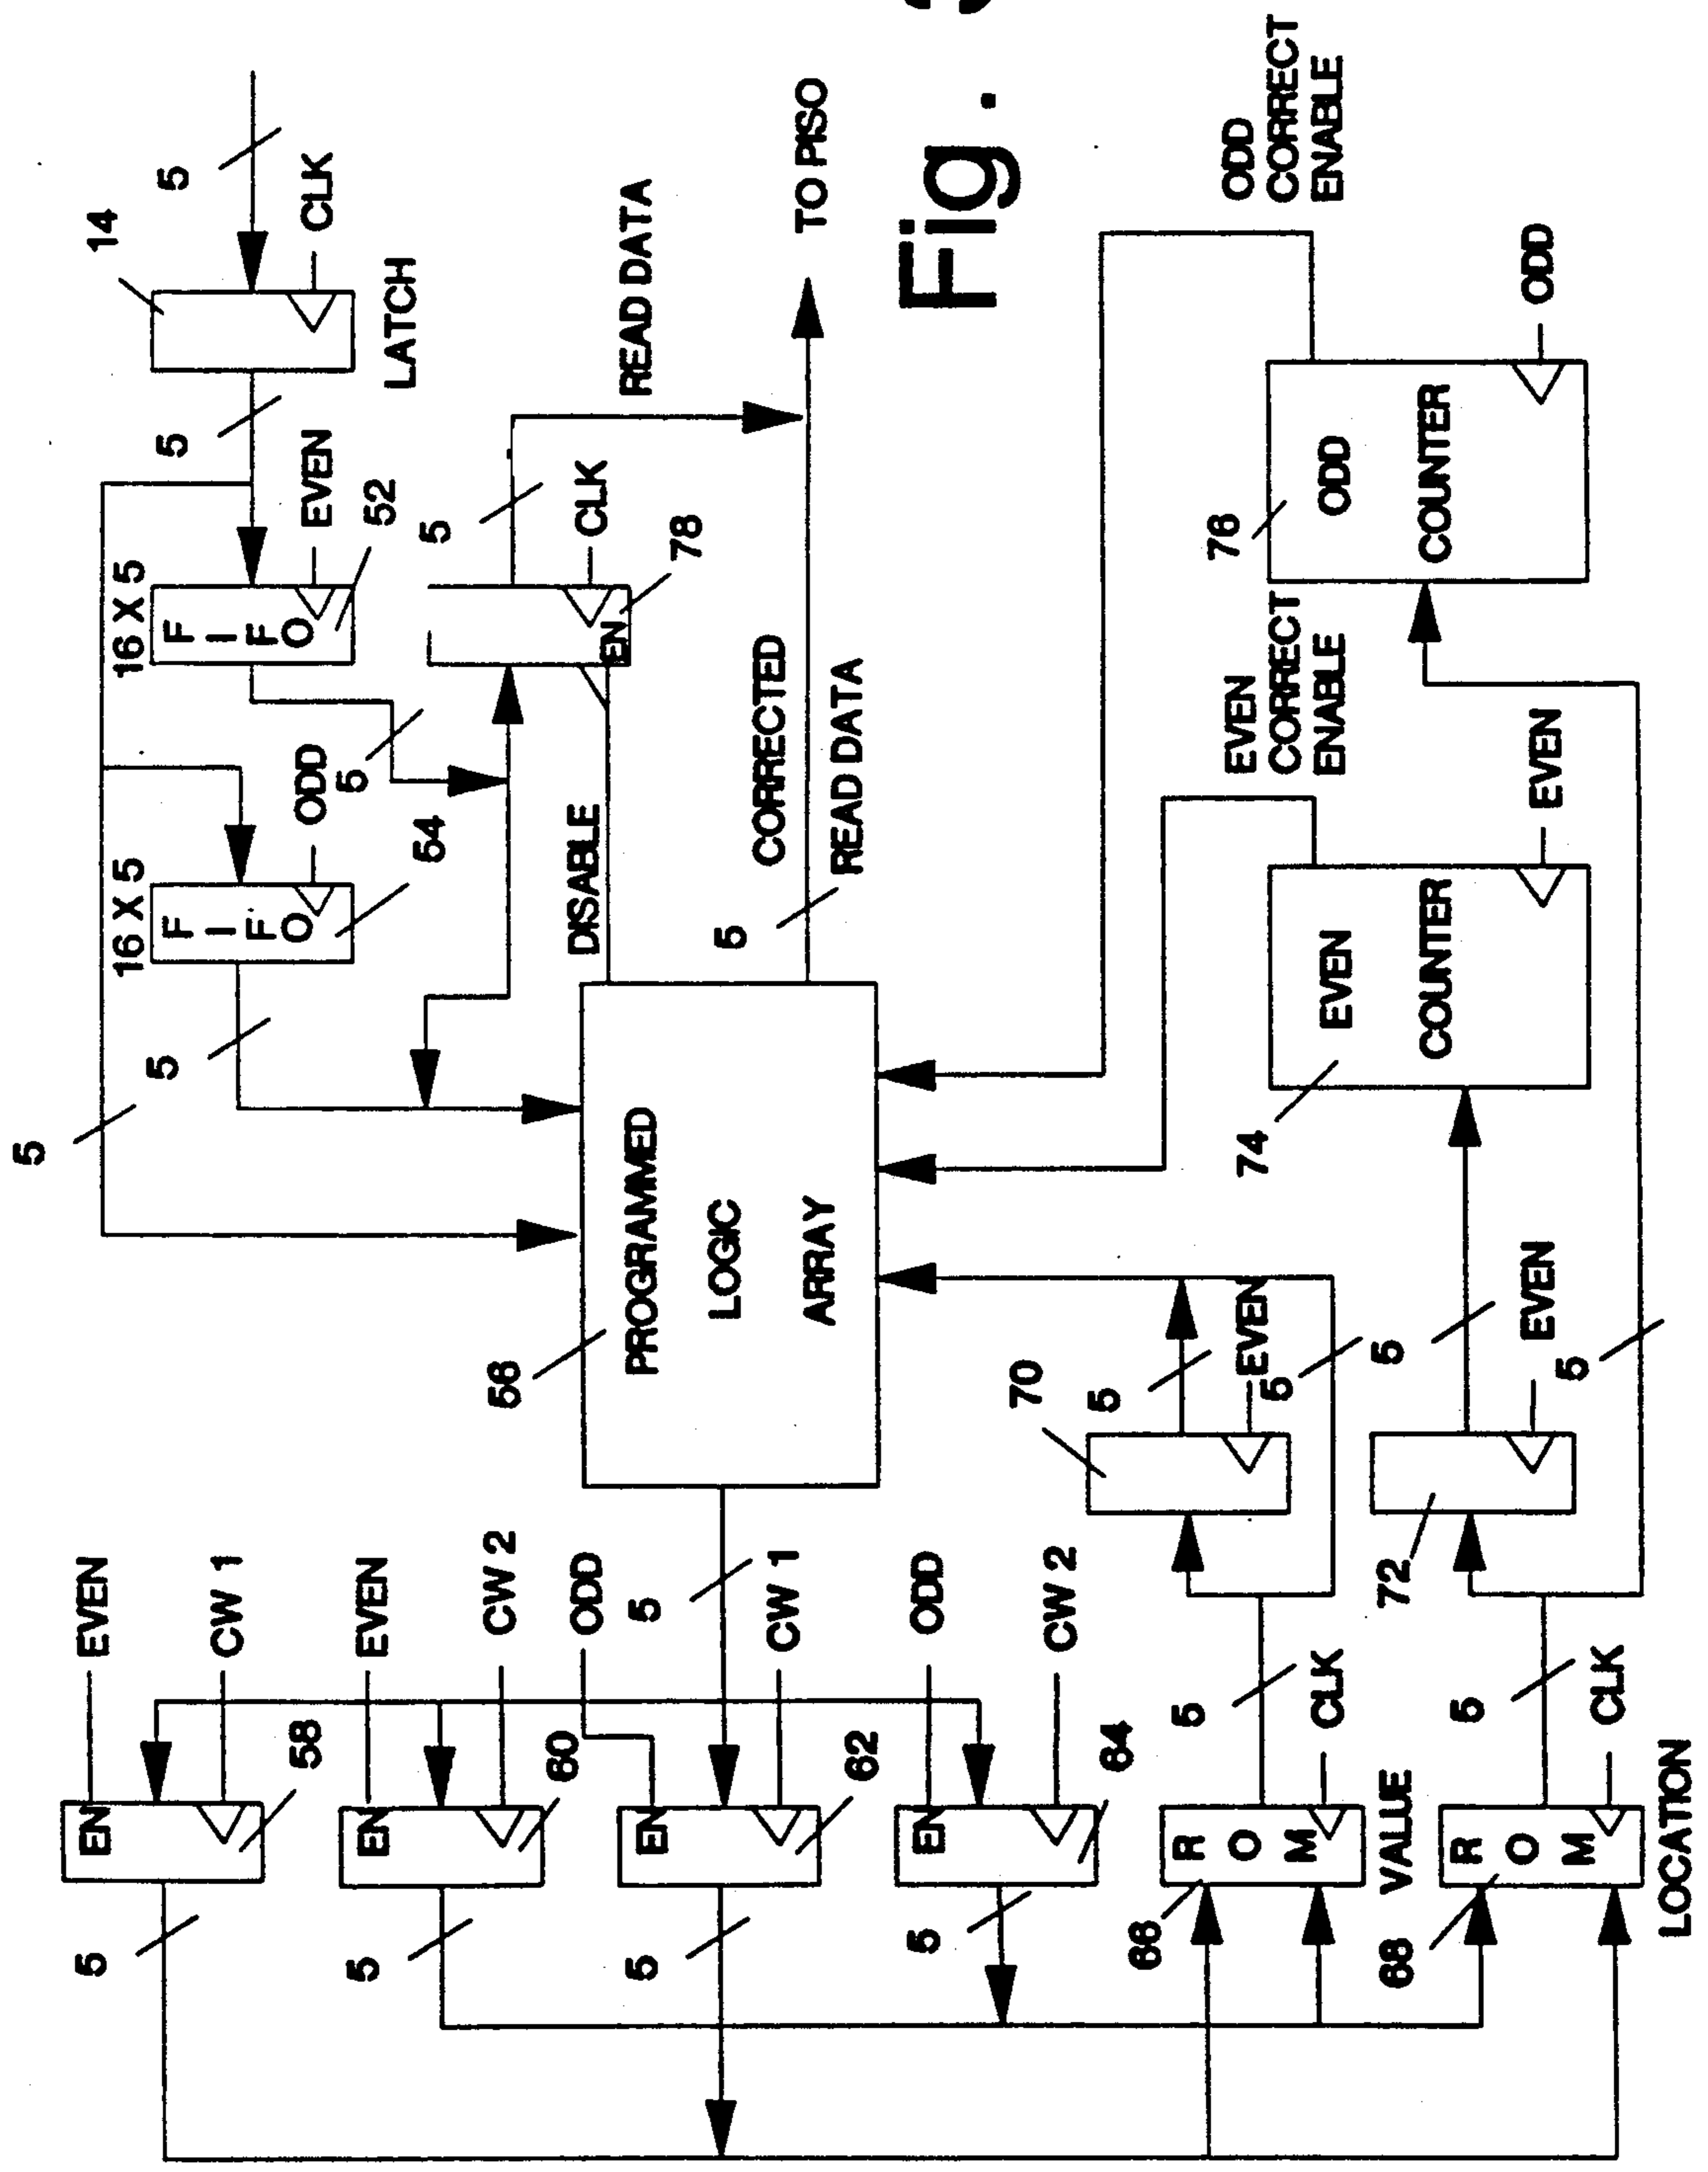 5
5
EVEN
EN
CW 1
58
5
EVEN
EN
CW 2
60
5
ODD
EN
5
CW 1
62
5
ODD
EN
CW 2
64
66
R
O
M
VALUE
5
CLK
68
R
O
M
LOCATION
5
CLK
14
5
CLK
LATCH
5
16 X 5
F
I
F
O
EVEN
52
16 X 5
F
I
F
O
ODD
54
5
5
5
CLK
EN
78
DISABLE
READ DATA
56
PROGRAMMED
LOGIC
ARRAY
5
CORRECTED
READ DATA
TO PISO
Fig.
70
5
EVEN
5
72
5
EVEN
5
74
EVEN
COUNTER
EVEN
EVEN
CORRECT
ENABLE
76
ODD
COUNTER
ODD
ODD
CORRECT
ENABLE